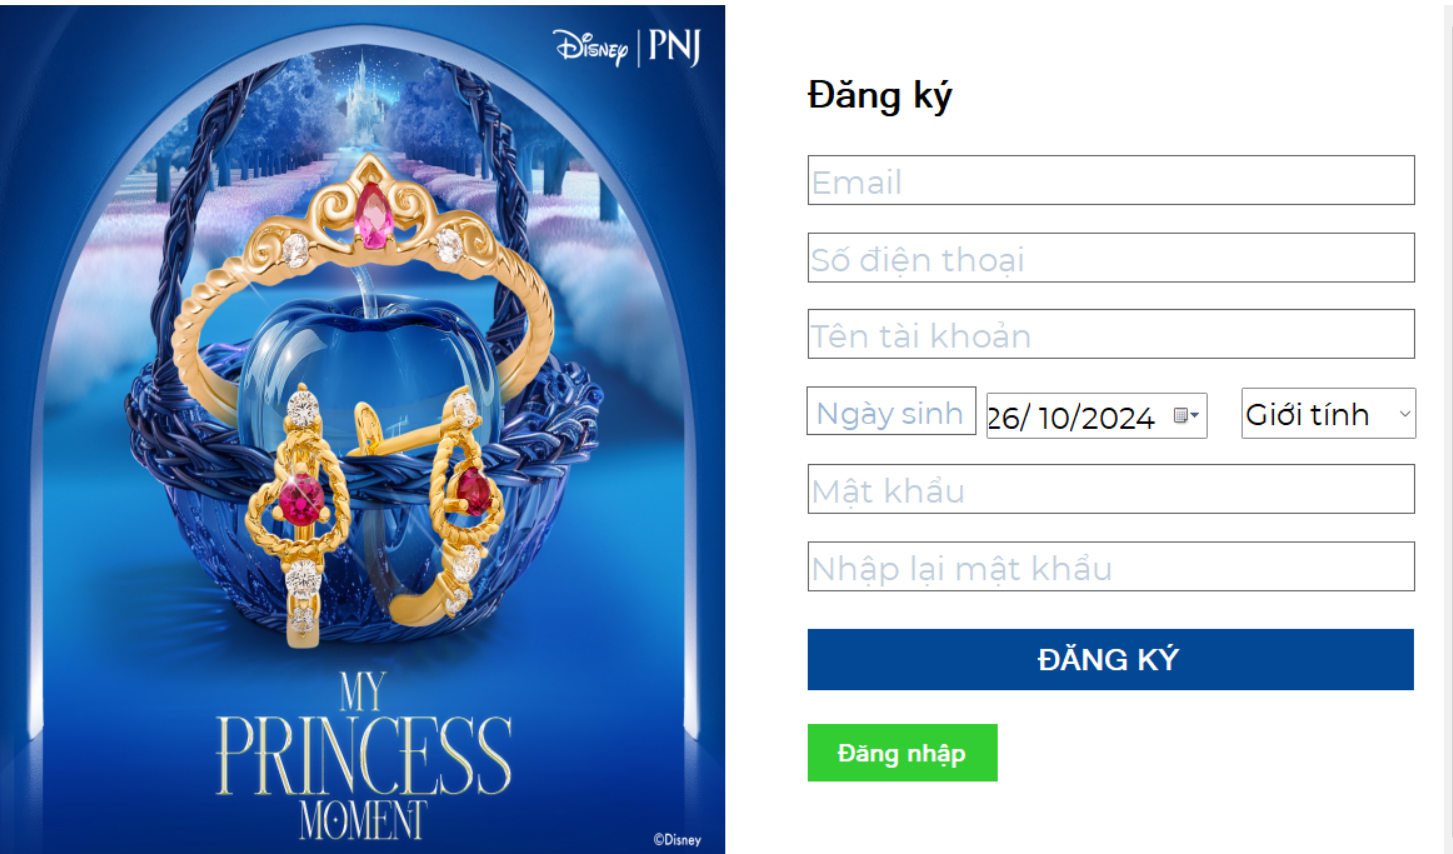 Disney | PNJ
MY
PRINCESS
MOMENT
©Disney
Đăng ký
Email
Số điện thoại
Tên tài khoản
Ngày sinh 26/ 10/2024 Giới tính
Mật khẩu
Nhập lại mật khẩu
ĐĂNG KÝ
Đăng nhập